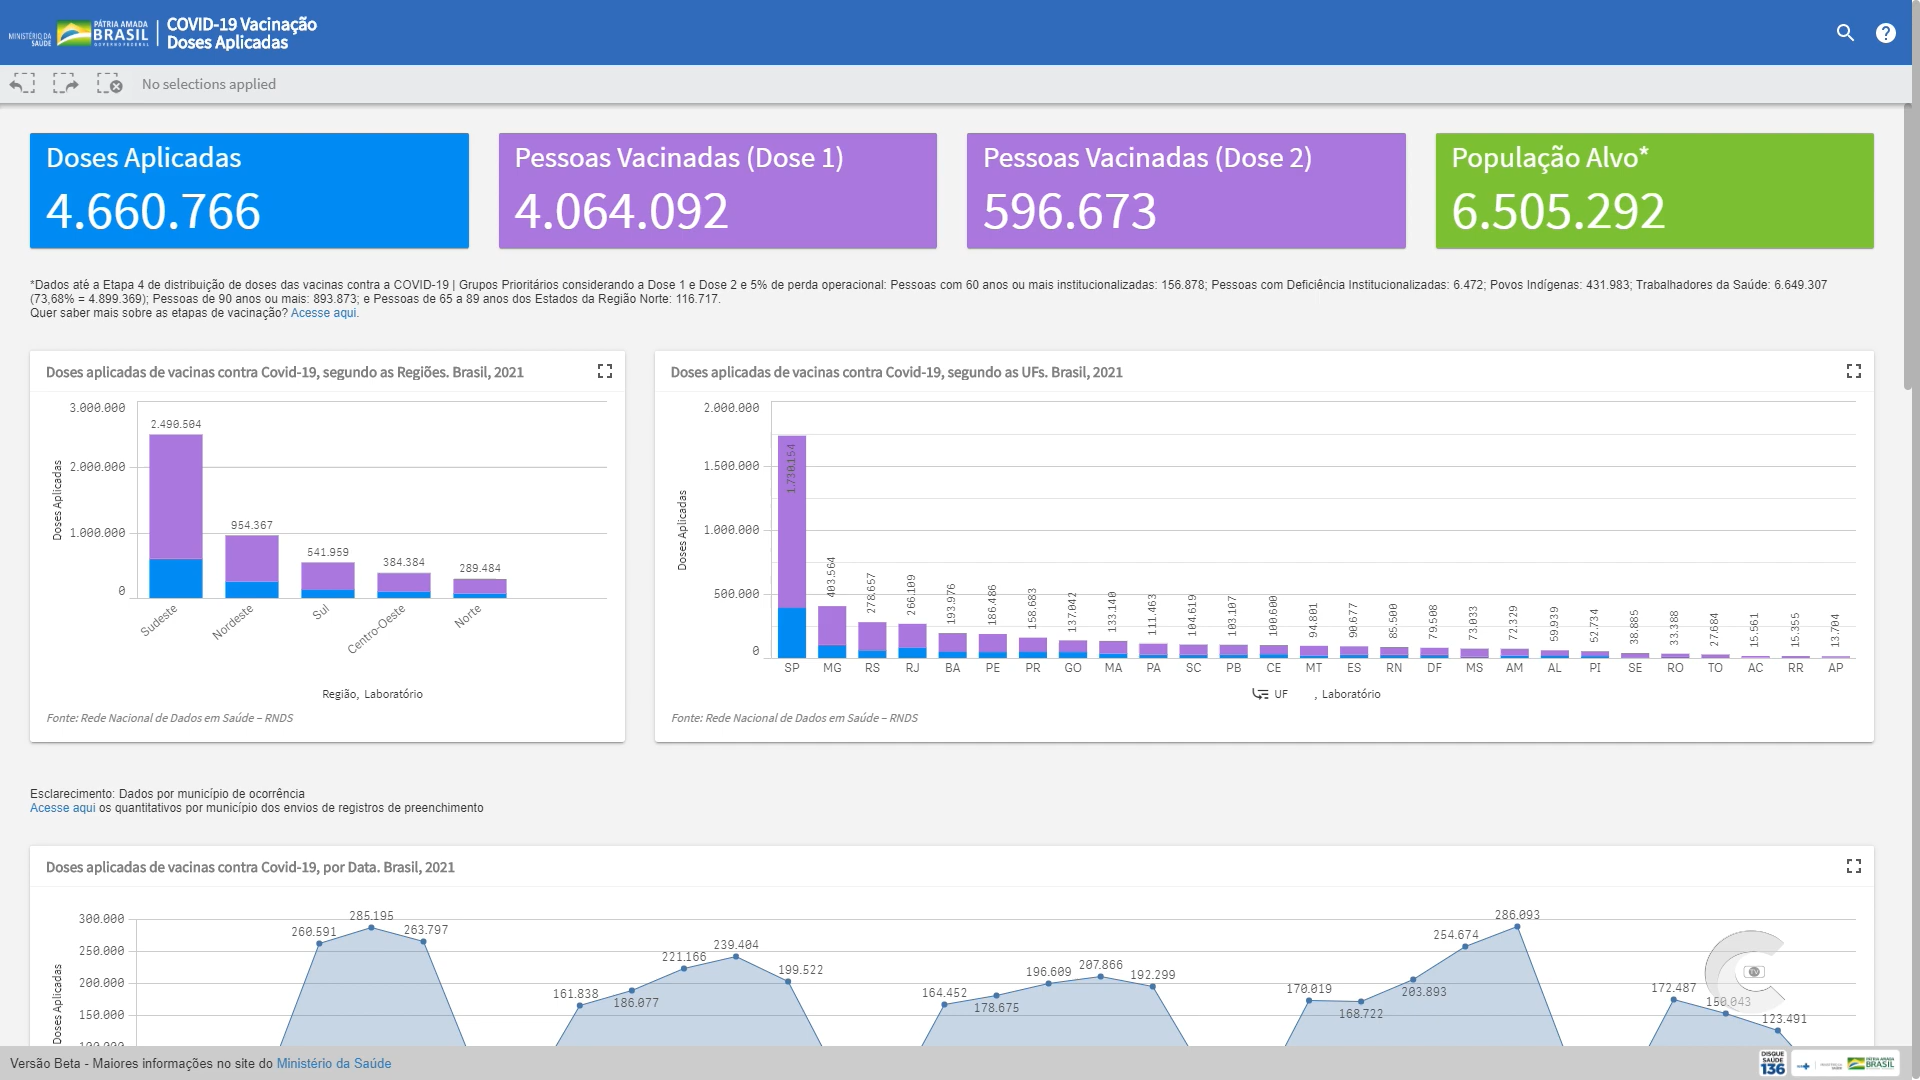 MINISTÉRIO DA
SAÚDE
PÁTRIA AMADA
BRASIL
GOVERNO FEDERAL
COVID-19 Vacinação
Doses Aplicadas
No selections applied
Doses Aplicadas
4.660.766
Pessoas Vacinadas (Dose 1)
4.064.092
Pessoas Vacinadas (Dose 2)
596.673
População Alvo*
6.505.292
*Dados até a Etapa 4 de distribuição de doses das vacinas contra a COVID-19 | Grupos Prioritários considerando a Dose 1 e Dose 2 e 5% de perda operacional: Pessoas com 60 anos ou mais institucionalizadas: 156.878; Pessoas com Deficiência Institucionalizadas: 6.472; Povos Indígenas: 431.983; Trabalhadores da Saúde: 6.649.307
(73,68% = 4.899.369); Pessoas de 90 anos ou mais: 893.873; e Pessoas de 65 a 89 anos dos Estados da Região Norte: 116.717.
Quer saber mais sobre as etapas de vacinação? Acesse aqui.
Doses aplicadas de vacinas contra Covid-19, segundo as Regiões. Brasil, 2021
Doses Aplicadas
3.000.000
2.000.000
1.000.000
0
2.490.504
954.367
541.959
384.384
289.484
Sudeste
Nordeste
Sul
Centro-Oeste
Norte
Região, Laboratório
Fonte: Rede Nacional de Dados em Saúde – RNDS
Doses aplicadas de vacinas contra Covid-19, segundo as UFs. Brasil, 2021
Doses Aplicadas
2.000.000
1.500.000
1.000.000
500.000
0
1.730.154
403.564
278.657
266.109
193.976
186.486
158.683
137.042
133.140
111.463
104.619
103.107
100.600
94.801
90.677
85.500
79.508
73.033
72.329
59.939
52.734
38.885
33.388
27.684
15.561
15.355
13.704
SP MG RS RJ BA PE PR GO MA PA SC PB CE MT ES RN DF MS AM AL PI SE RO TO AC RR AP
UF , Laboratório
Fonte: Rede Nacional de Dados em Saúde – RNDS
Esclarecimento: Dados por município de ocorrência
Acesse aqui os quantitativos por município dos envios de registros de preenchimento
Doses aplicadas de vacinas contra Covid-19, por Data. Brasil, 2021
Doses Aplicadas
300.000
250.000
200.000
150.000
100.000
260.591
285.195
263.797
161.838
186.077
221.166
239.404
199.522
164.452
178.675
196.609
207.866
192.299
170.019
168.722
203.893
254.674
286.093
172.487
150.043
123.491
Versão Beta - Maiores informações no site do Ministério da Saúde
DISQUE
SAÚDE
136
PÁTRIA AMADA
BRASIL